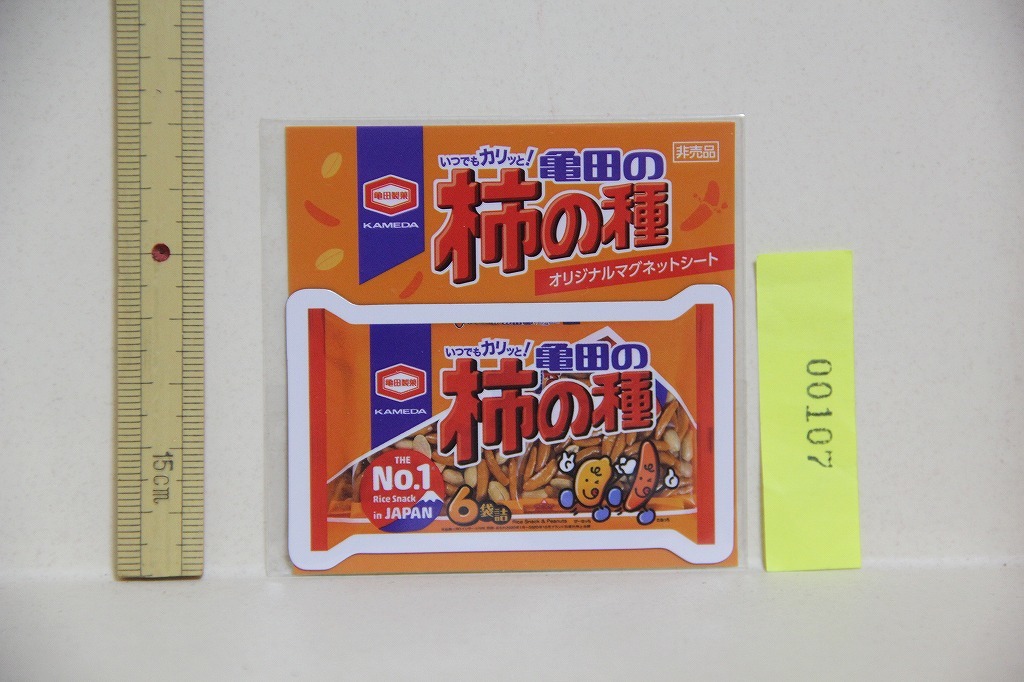 いつでもカリッと! 亀田の
非売品
亀田製菓
KAMEDA
柿の種
オリジナルマグネットシート
いつでもカリッと! 亀田の
亀田製菓
KAMEDA
柿の種
THE
No.1
Rice Snack
in JAPAN
6袋詰
Rice Snack & Peanuts
15cm
00107